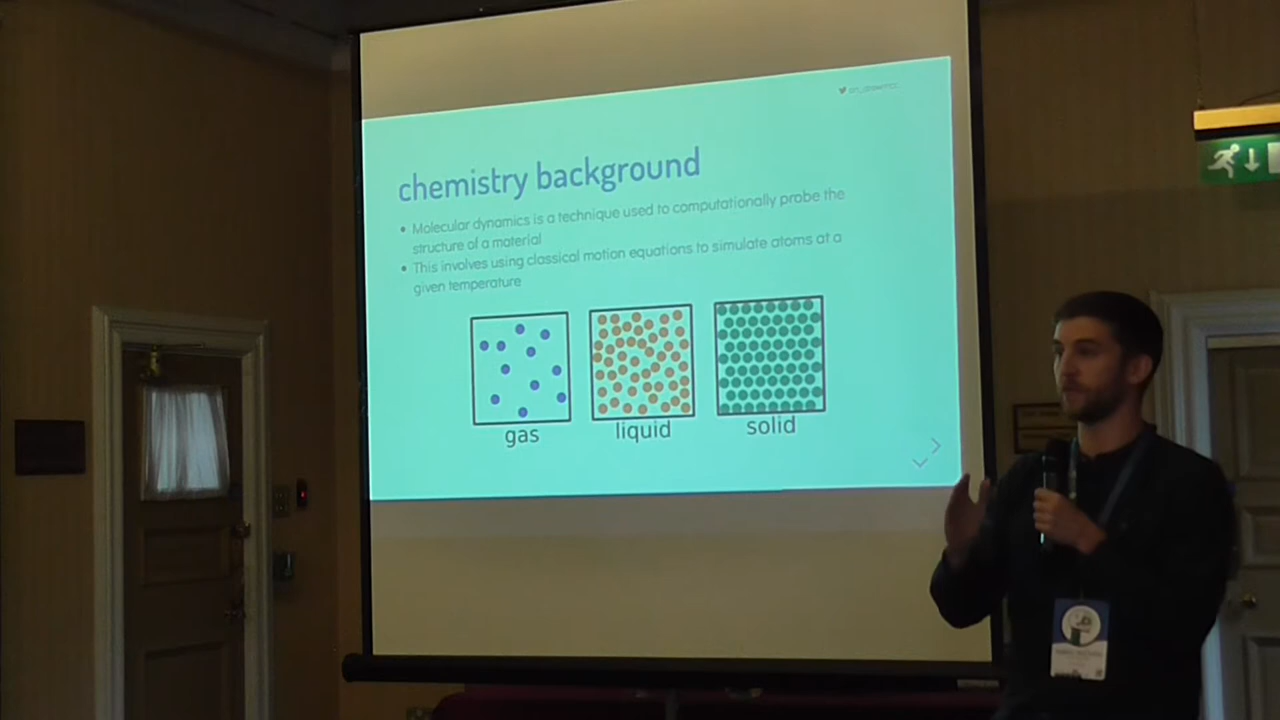 chemistry background
• Molecular dynamics is a technique used to computationally probe the
structure of a material
• This involves using classical motion equations to simulate atoms at a
given temperature
gas
liquid
solid